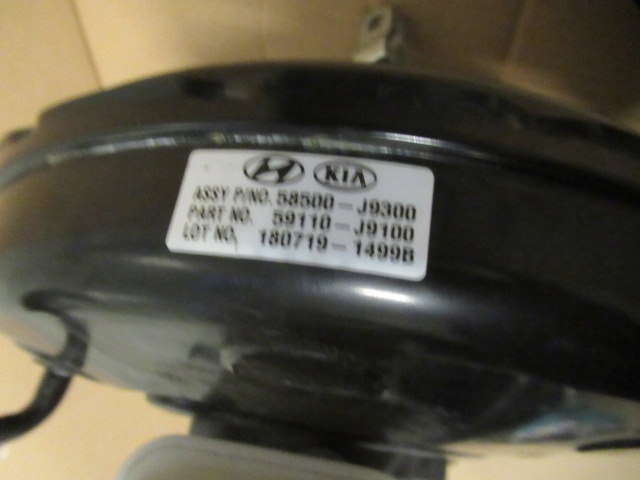 KIA
ASSY P/NO. 58500-J9300
PART NO. 59110-J9100
LOT NO. 180719-1499B